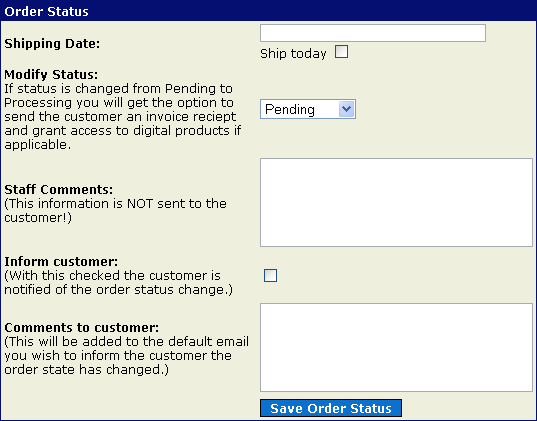 Order Status
Shipping Date:
Ship today
Modify Status:
If status is changed from Pending to
Processing you will get the option to
send the customer an invoice reciept
and grant access to digital products if
applicable.
Pending
Staff Comments:
(This information is NOT sent to the
customer!)
Inform customer:
(With this checked the customer is
notified of the order status change.)
Comments to customer:
(This will be added to the default email
you wish to inform the customer the
order state has changed.)
Save Order Status